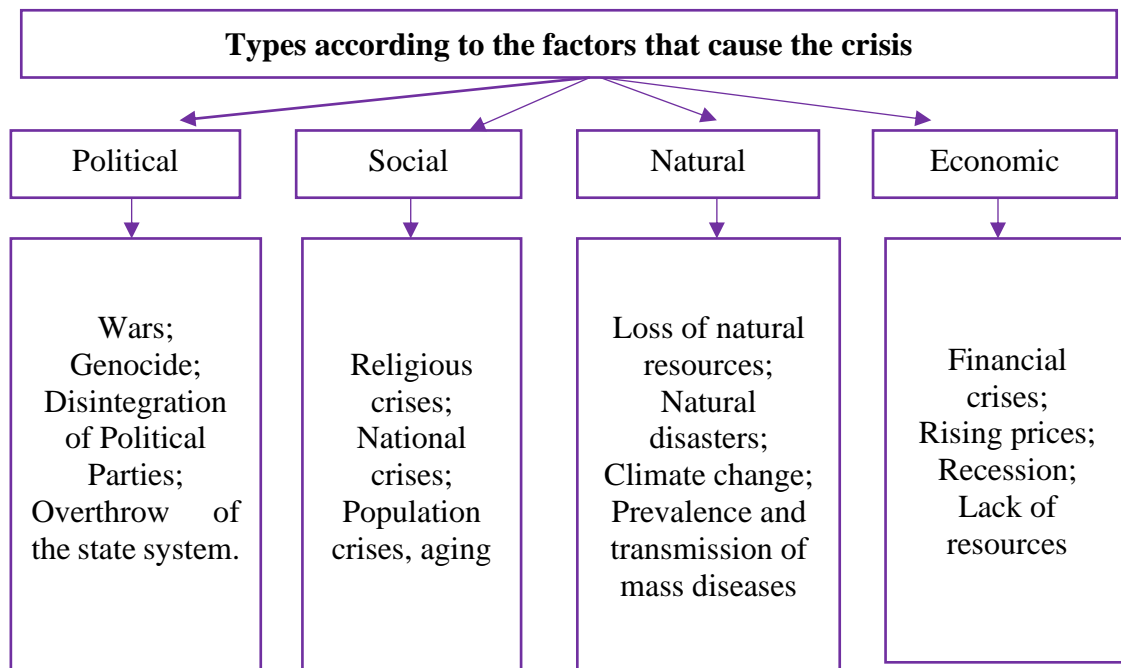 Types according to the factors that cause the crisis
Political
Social
Natural
Economic
Wars;
Genocide;
Disintegration
of Political
Parties;
Overthrow of
the state system.
Religious
crises;
National
crises;
Population
crises, aging
Loss of natural
resources;
Natural
disasters;
Climate change;
Prevalence and
transmission of
mass diseases
Financial
crises;
Rising prices;
Recession;
Lack of
resources